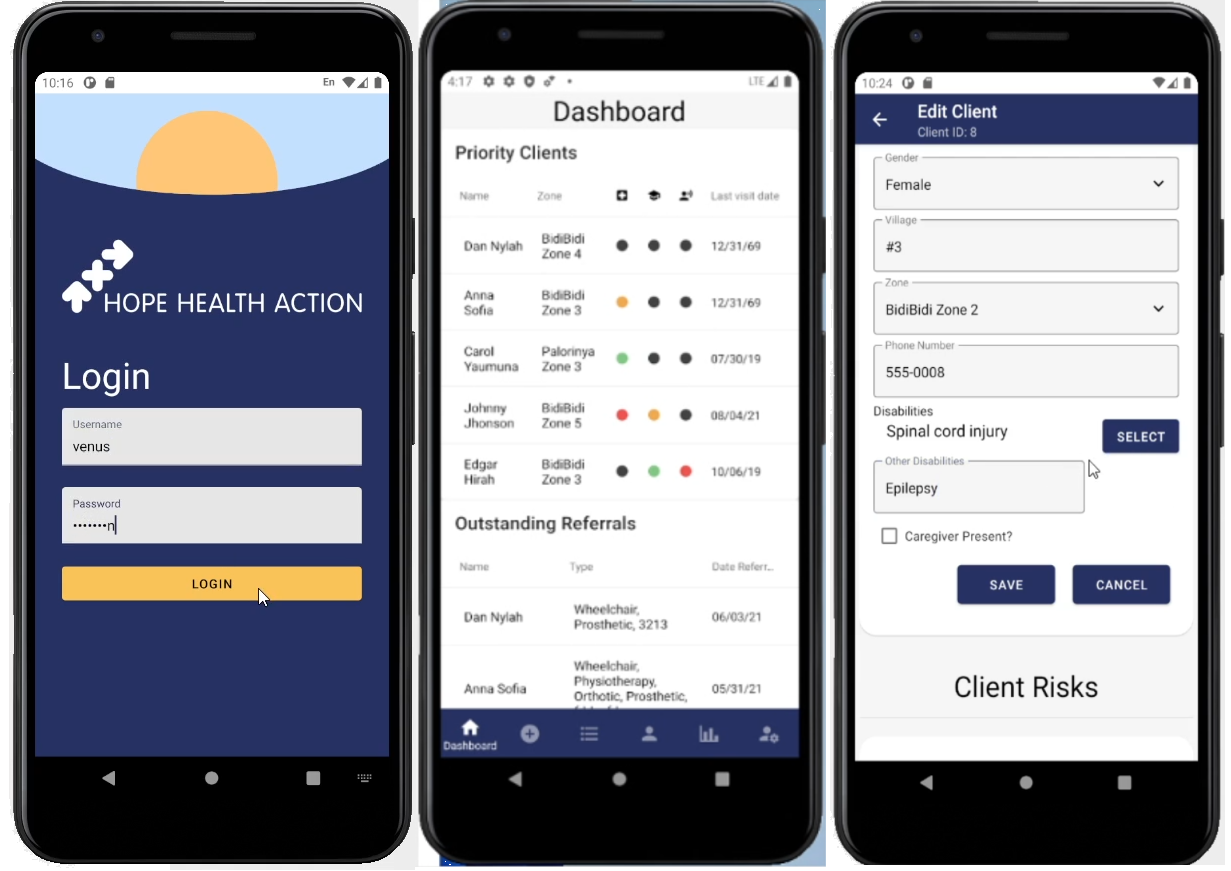 10:16
En
HOPE HEALTH ACTION
Login
Username
venus
Password
•••••••n
LOGIN
4:17
LTE
Dashboard
Priority Clients
Name Zone Last visit date
Dan Nylah BidiBidi Zone 4 12/31/69
Anna Sofia BidiBidi Zone 3 12/31/69
Carol Yaumuna Palorinya Zone 3 07/30/19
Johnny Jhonson BidiBidi Zone 5 08/04/21
Edgar Hirah BidiBidi Zone 3 10/06/19
Outstanding Referrals
Name Type Date Referr...
Dan Nylah Wheelchair, Prosthetic, 3213 06/03/21
Anna Sofia Wheelchair, Physiotherapy, Orthotic, Prosthetic, 05/31/21
Dashboard
10:24
Edit Client
Client ID: 8
Gender
Female
Village
#3
Zone
BidiBidi Zone 2
Phone Number
555-0008
Disabilities
Spinal cord injury
SELECT
Other Disabilities
Epilepsy
Caregiver Present?
SAVE CANCEL
Client Risks